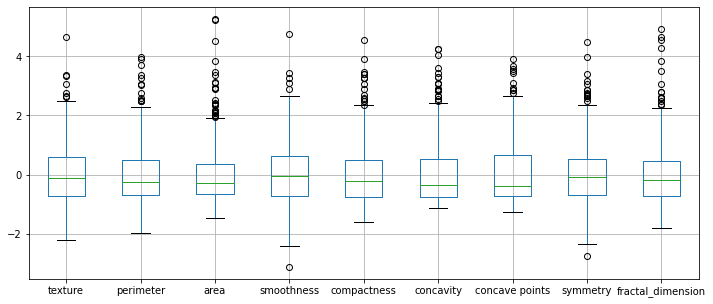 4
2
0
−2
texture perimeter area smoothness compactness concavity concave points symmetry fractal_dimension